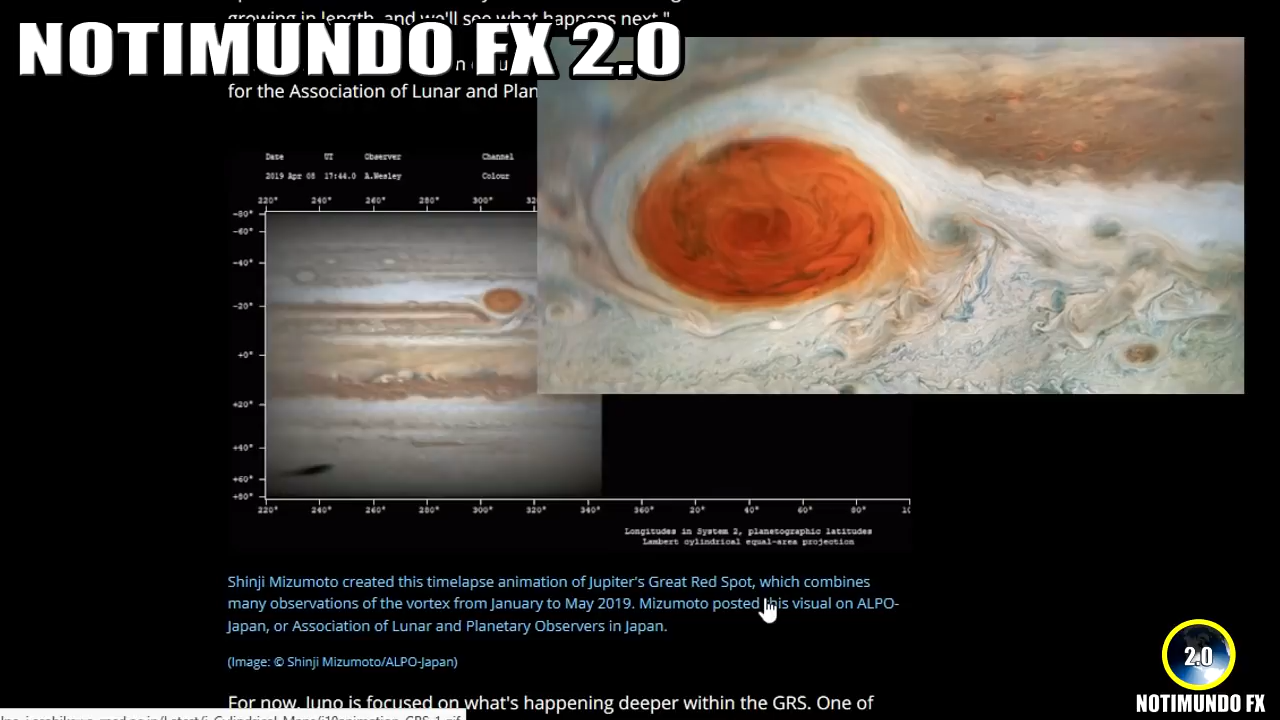 growing in length, and we'll see what happens next."
NOTIMUNDO FX 2.0
for the Association of Lunar and Plan
Date UT Observer Channel
2019 Apr 08 17:44.0 A.Wesley Colour
220° 240° 260° 280° 300° 32
-80°
-60°
-40°
-20°
+0°
+20°
+40°
+60°
+80°
220° 240° 260° 280° 300° 320° 340° 360° 20° 40° 60° 80°
Longitudes in System 2, planetographic latitudes
Lambert cylindrical equal-area projection
Shinji Mizumoto created this timelapse animation of Jupiter's Great Red Spot, which combines
many observations of the vortex from January to May 2019. Mizumoto posted this visual on ALPO-
Japan, or Association of Lunar and Planetary Observers in Japan.
(Image: © Shinji Mizumoto/ALPO-Japan)
For now, Juno is focused on what's happening deeper within the GRS. One of
2.0
NOTIMUNDO FX